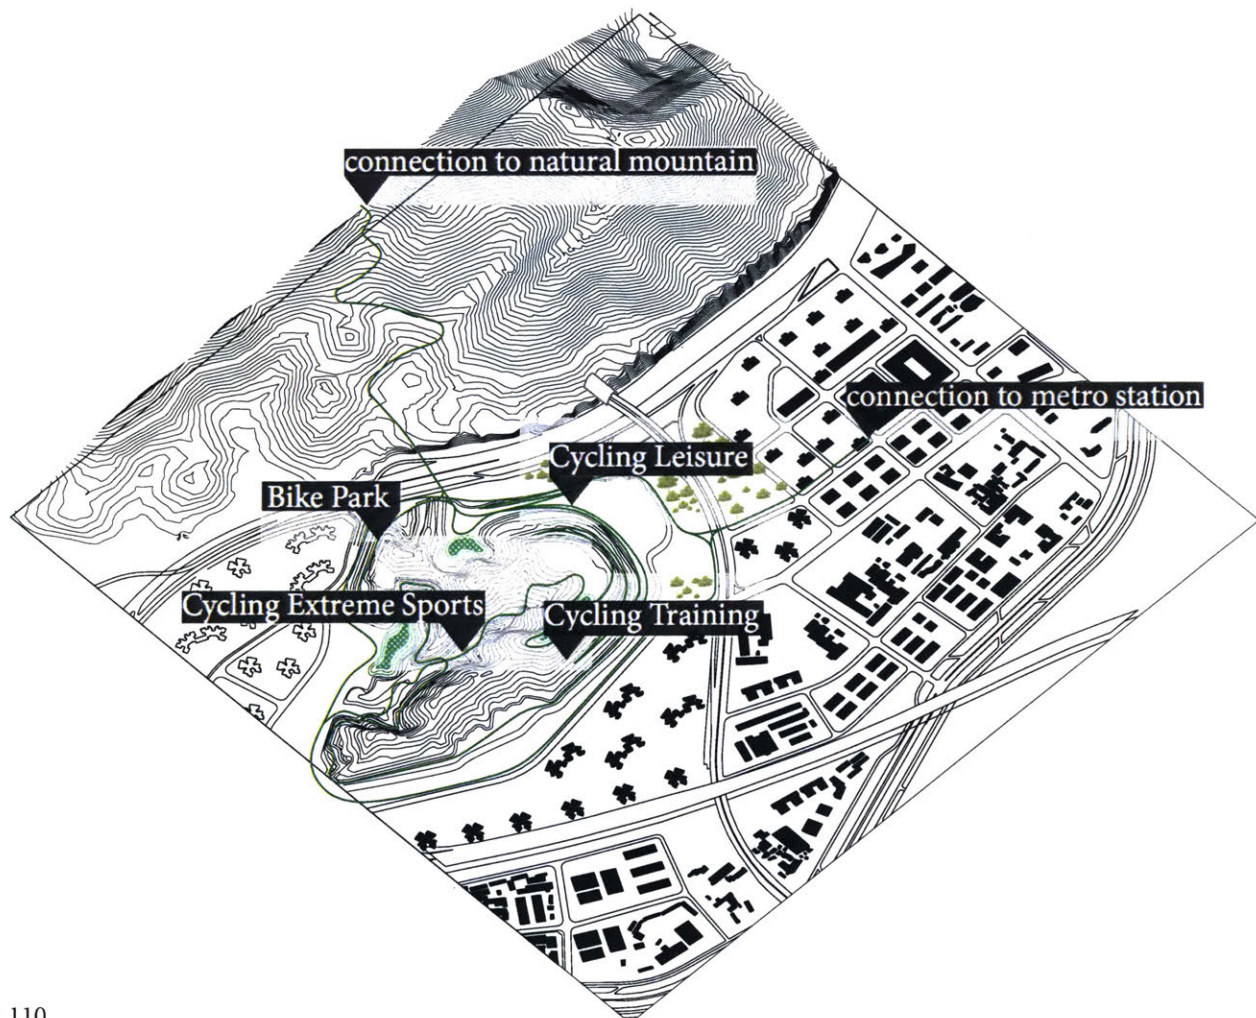 connection to natural mountain
connection to metro station
Cycling Leisure
Bike Park
Cycling Extreme Sports
Cycling Training
110